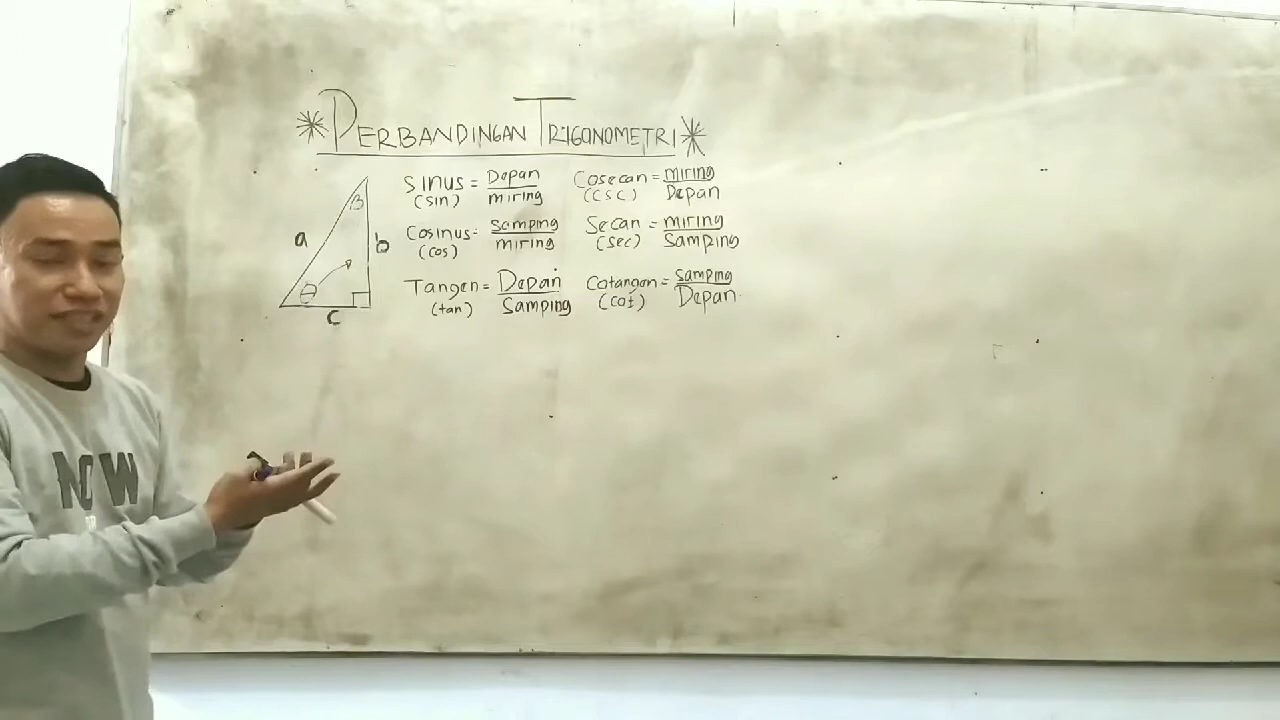 * PERBANDINGAN TRIGONOMETRI *
Sinus = Depan / miring
(sin)
Cosecan = miring / Depan
(csc)
Cosinus = samping / miring
(cos)
Secan = miring / Samping
(sec)
Tangen = Depan / Samping
(tan)
Cotangen = samping / Depan
(cot)
a
b
c
β
θ
NOW